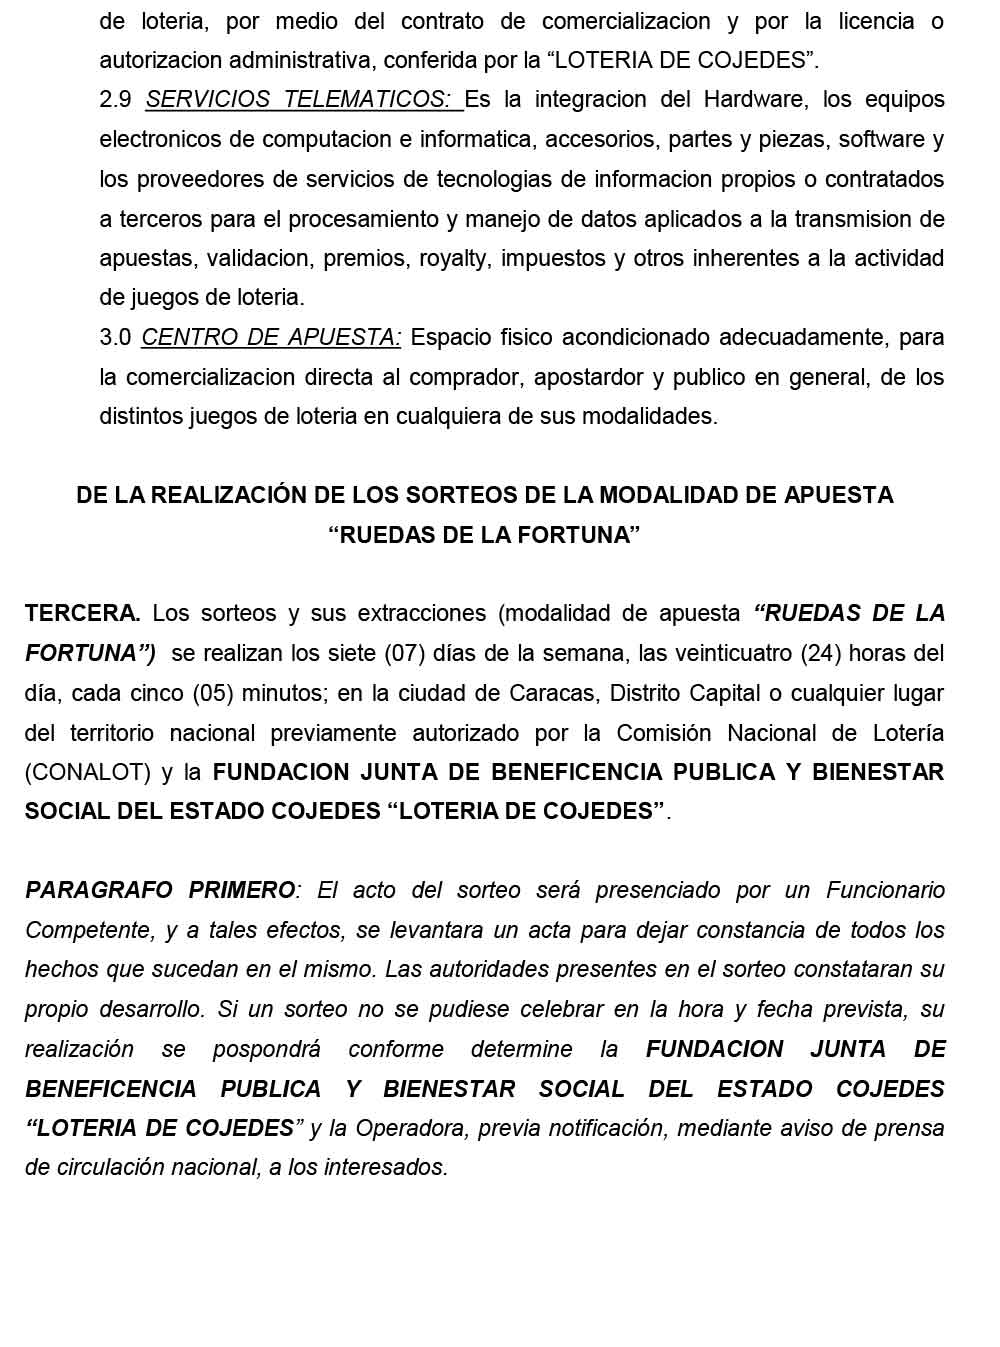 de loteria, por medio del contrato de comercializacion y por la licencia o
autorizacion administrativa, conferida por la “LOTERIA DE COJEDES”.
2.9 SERVICIOS TELEMATICOS: Es la integracion del Hardware, los equipos
electronicos de computacion e informatica, accesorios, partes y piezas, software y
los proveedores de servicios de tecnologias de informacion propios o contratados
a terceros para el procesamiento y manejo de datos aplicados a la transmision de
apuestas, validacion, premios, royalty, impuestos y otros inherentes a la actividad
de juegos de loteria.
3.0 CENTRO DE APUESTA: Espacio fisico acondicionado adecuadamente, para
la comercializacion directa al comprador, apostardor y publico en general, de los
distintos juegos de loteria en cualquiera de sus modalidades.
DE LA REALIZACIÓN DE LOS SORTEOS DE LA MODALIDAD DE APUESTA
“RUEDAS DE LA FORTUNA”
TERCERA. Los sorteos y sus extracciones (modalidad de apuesta “RUEDAS DE LA
FORTUNA”) se realizan los siete (07) días de la semana, las veinticuatro (24) horas del
día, cada cinco (05) minutos; en la ciudad de Caracas, Distrito Capital o cualquier lugar
del territorio nacional previamente autorizado por la Comisión Nacional de Lotería
(CONALOT) y la FUNDACION JUNTA DE BENEFICENCIA PUBLICA Y BIENESTAR
SOCIAL DEL ESTADO COJEDES “LOTERIA DE COJEDES”.
PARAGRAFO PRIMERO: El acto del sorteo será presenciado por un Funcionario
Competente, y a tales efectos, se levantara un acta para dejar constancia de todos los
hechos que sucedan en el mismo. Las autoridades presentes en el sorteo constataran su
propio desarrollo. Si un sorteo no se pudiese celebrar en la hora y fecha prevista, su
realización se pospondrá conforme determine la FUNDACION JUNTA DE
BENEFICENCIA PUBLICA Y BIENESTAR SOCIAL DEL ESTADO COJEDES
“LOTERIA DE COJEDES” y la Operadora, previa notificación, mediante aviso de prensa
de circulación nacional, a los interesados.